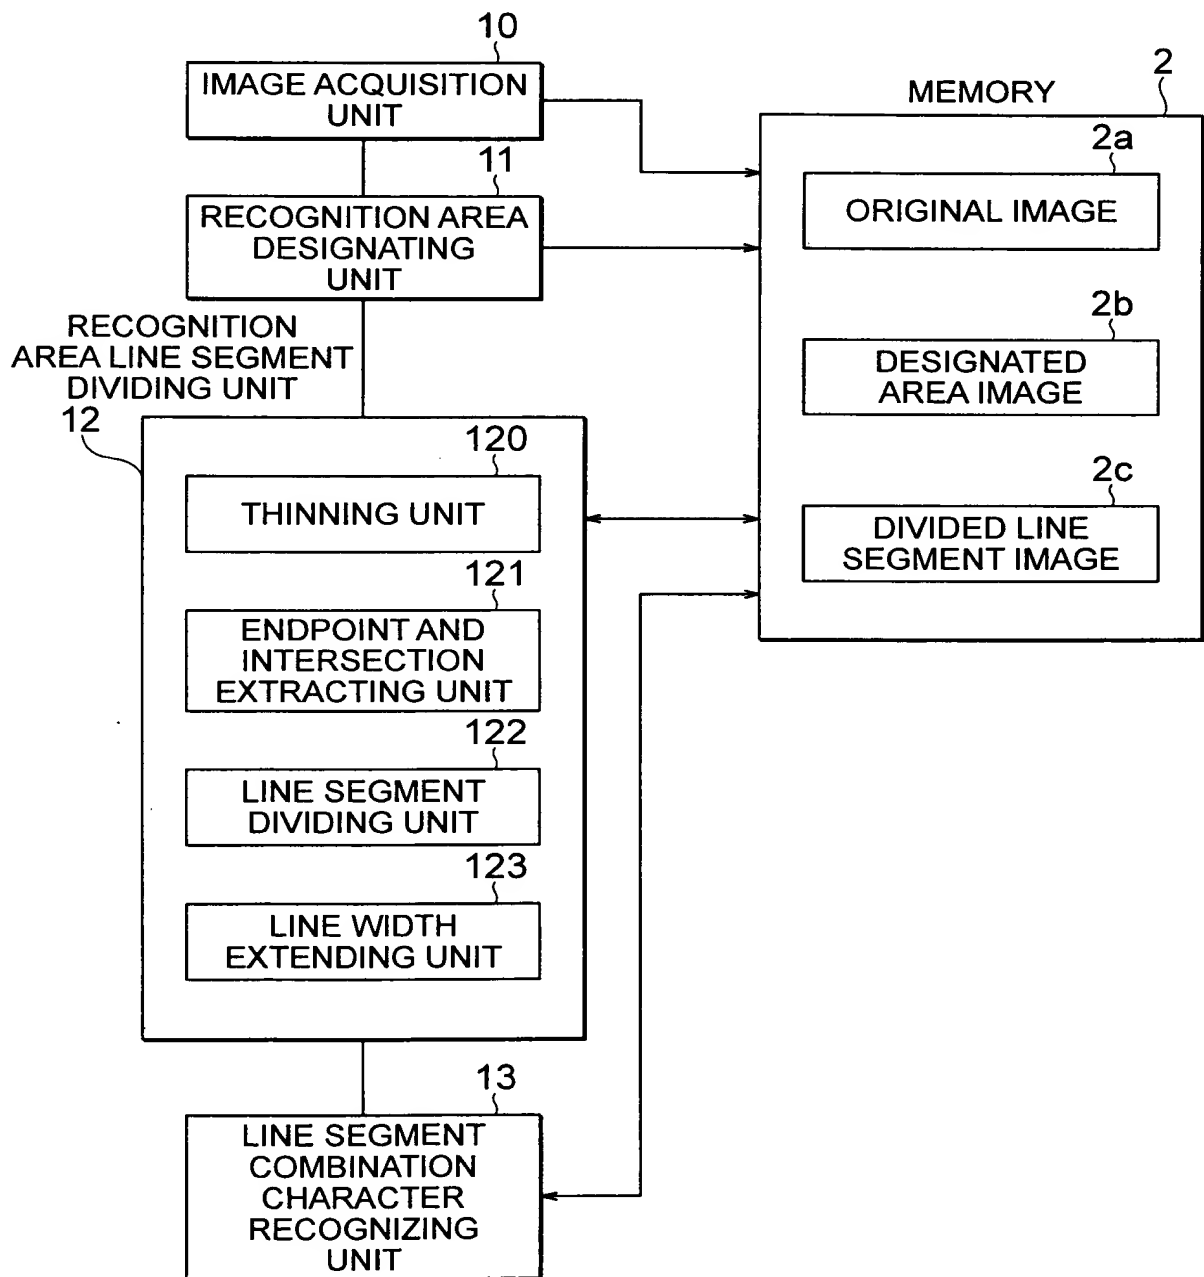 10
IMAGE ACQUISITION
UNIT
11
RECOGNITION AREA
DESIGNATING
UNIT
RECOGNITION
AREA LINE SEGMENT
DIVIDING UNIT
12
120
THINNING UNIT
121
ENDPOINT AND
INTERSECTION
EXTRACTING UNIT
122
LINE SEGMENT
DIVIDING UNIT
123
LINE WIDTH
EXTENDING UNIT
13
LINE SEGMENT
COMBINATION
CHARACTER
RECOGNIZING
UNIT
MEMORY
2
2a
ORIGINAL IMAGE
2b
DESIGNATED
AREA IMAGE
2c
DIVIDED LINE
SEGMENT IMAGE